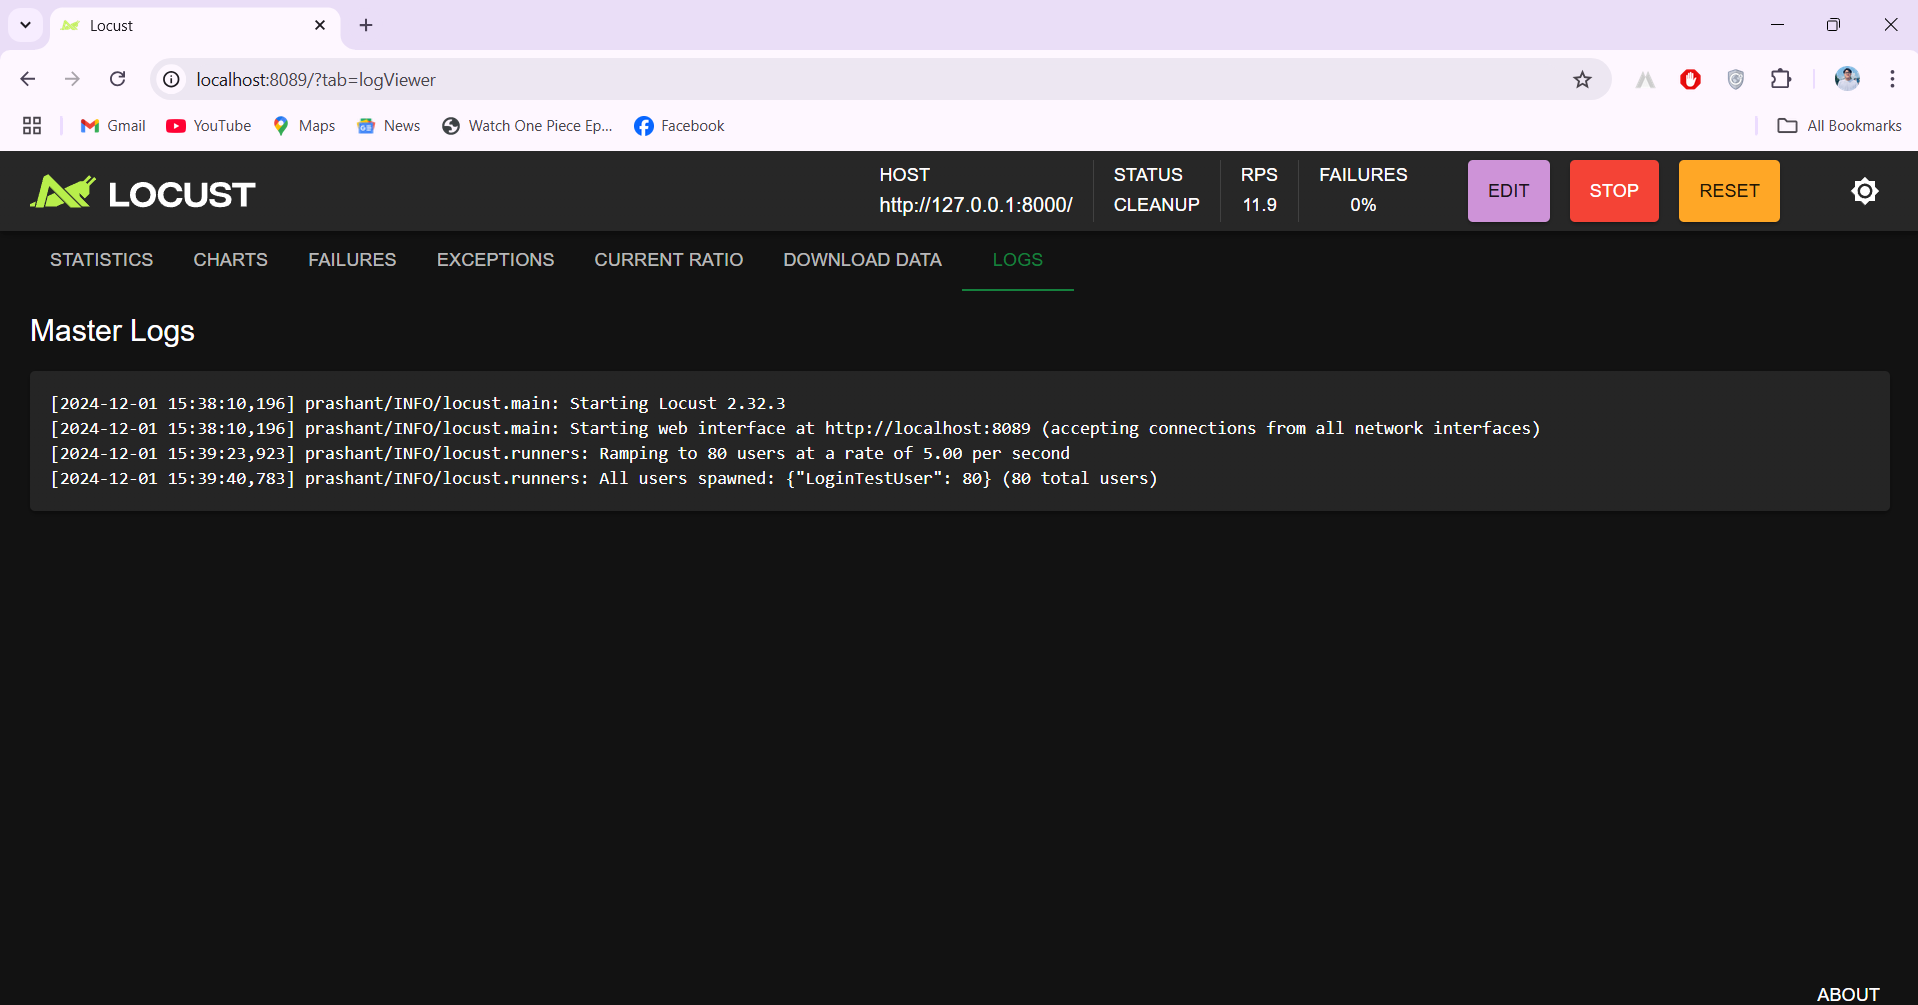 Locust
localhost:8089/?tab=logViewer
Gmail YouTube Maps News Watch One Piece Ep... Facebook All Bookmarks
LOCUST
HOST STATUS RPS FAILURES
http://127.0.0.1:8000/ CLEANUP 11.9 0%
EDIT STOP RESET
STATISTICS CHARTS FAILURES EXCEPTIONS CURRENT RATIO DOWNLOAD DATA LOGS
Master Logs
[2024-12-01 15:38:10,196] prashant/INFO/locust.main: Starting Locust 2.32.3
[2024-12-01 15:38:10,196] prashant/INFO/locust.main: Starting web interface at http://localhost:8089 (accepting connections from all network interfaces)
[2024-12-01 15:39:23,923] prashant/INFO/locust.runners: Ramping to 80 users at a rate of 5.00 per second
[2024-12-01 15:39:40,783] prashant/INFO/locust.runners: All users spawned: {"LoginTestUser": 80} (80 total users)
ABOUT